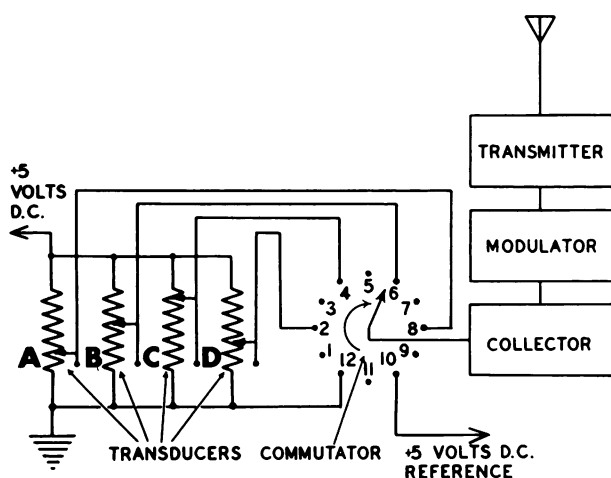 TRANSMITTER
+5
VOLTS
D.C.
MODULATOR
5
4
6
3
7
2
8
COLLECTOR
A
B
C
D
1
12
11
10
9
TRANSDUCERS
COMMUTATOR
+5 VOLTS D.C.
REFERENCE